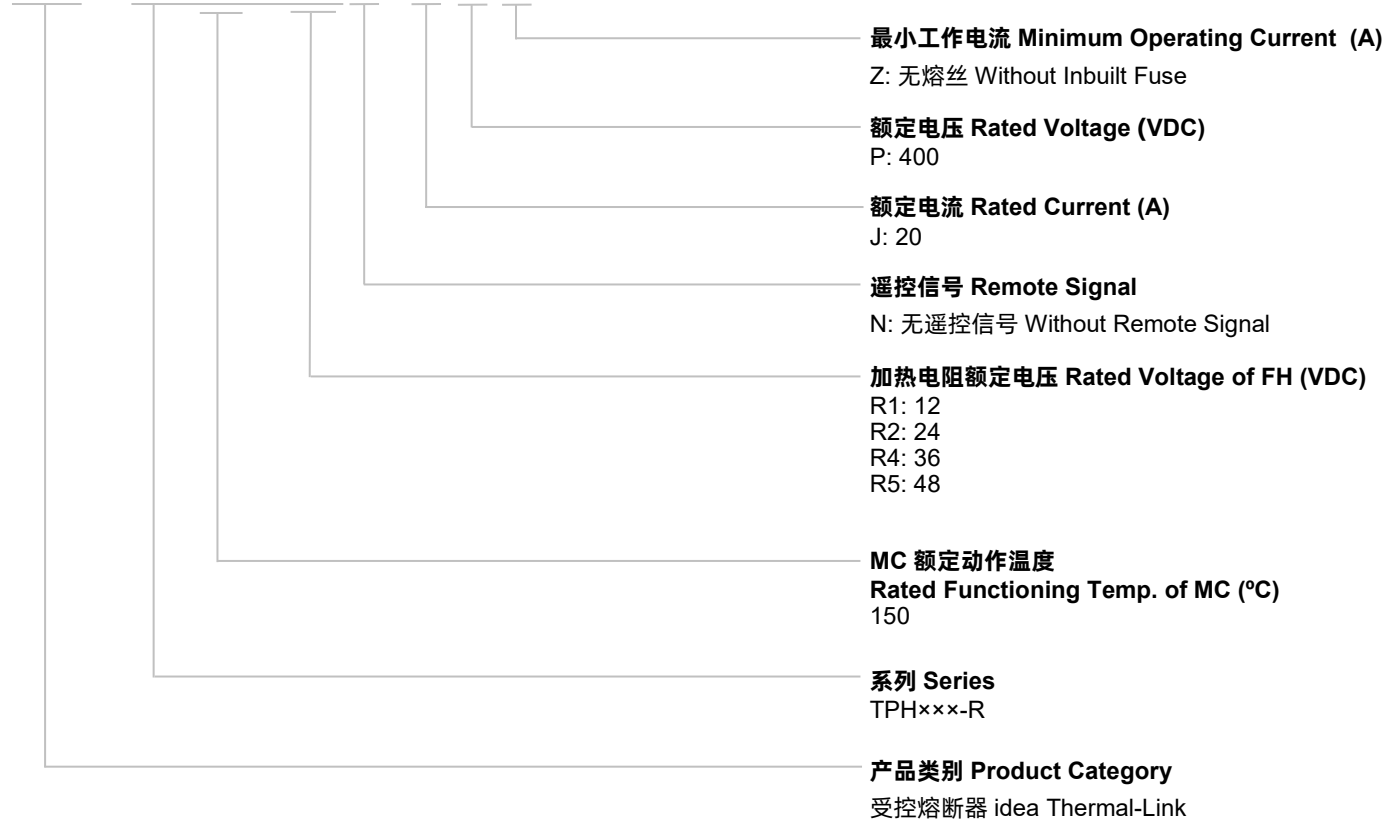 最小工作电流 Minimum Operating Current (A)
Z: 无熔丝 Without Inbuilt Fuse
额定电压 Rated Voltage (VDC)
P: 400
额定电流 Rated Current (A)
J: 20
遥控信号 Remote Signal
N: 无遥控信号 Without Remote Signal
加热电阻额定电压 Rated Voltage of FH (VDC)
R1: 12
R2: 24
R4: 36
R5: 48
MC 额定动作温度
Rated Functioning Temp. of MC (ºC)
150
系列 Series
TPH×××-R
产品类别 Product Category
受控熔断器 idea Thermal-Link